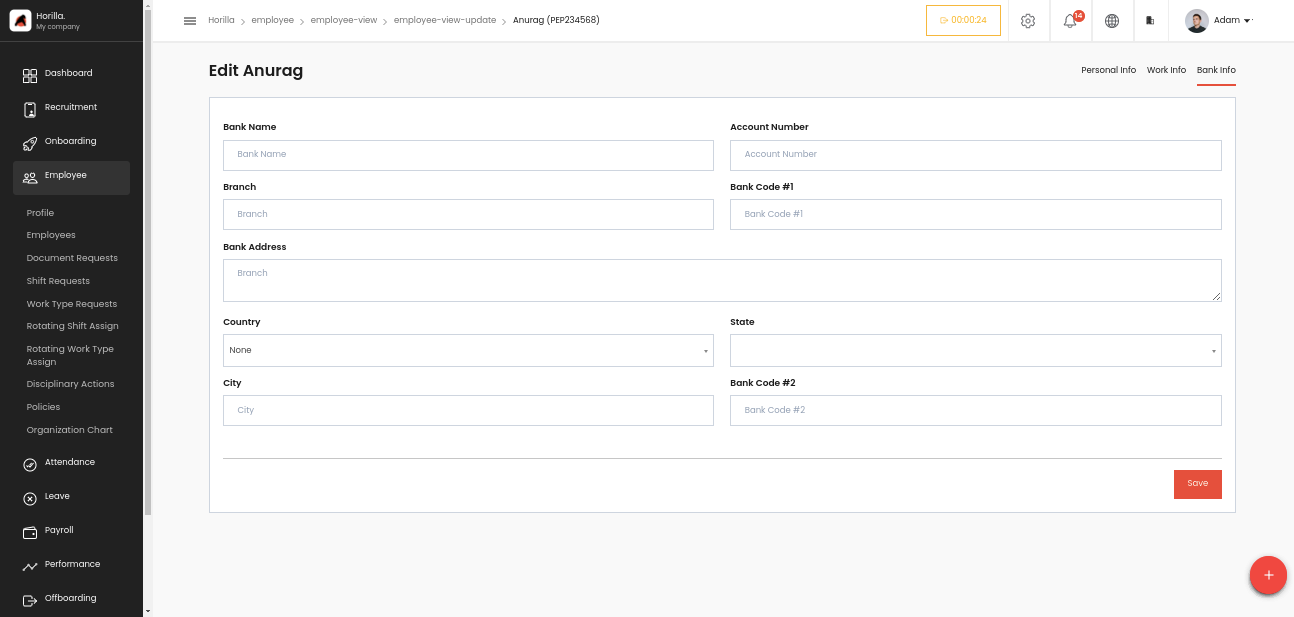 Horilla.
My company
Dashboard
Recruitment
Onboarding
Employee
Profile
Employees
Document Requests
Shift Requests
Work Type Requests
Rotating Shift Assign
Rotating Work Type
Assign
Disciplinary Actions
Policies
Organization Chart
Attendance
Leave
Payroll
Performance
Offboarding
Horilla > employee > employee-view > employee-view-update > Anurag (PEP234568)
00:00:24
14
Adam
Edit Anurag
Personal Info Work Info Bank Info
Bank Name Account Number
Bank Name Account Number
Branch Bank Code #1
Branch Bank Code #1
Bank Address
Branch
Country State
None
City Bank Code #2
City Bank Code #2
Save
+